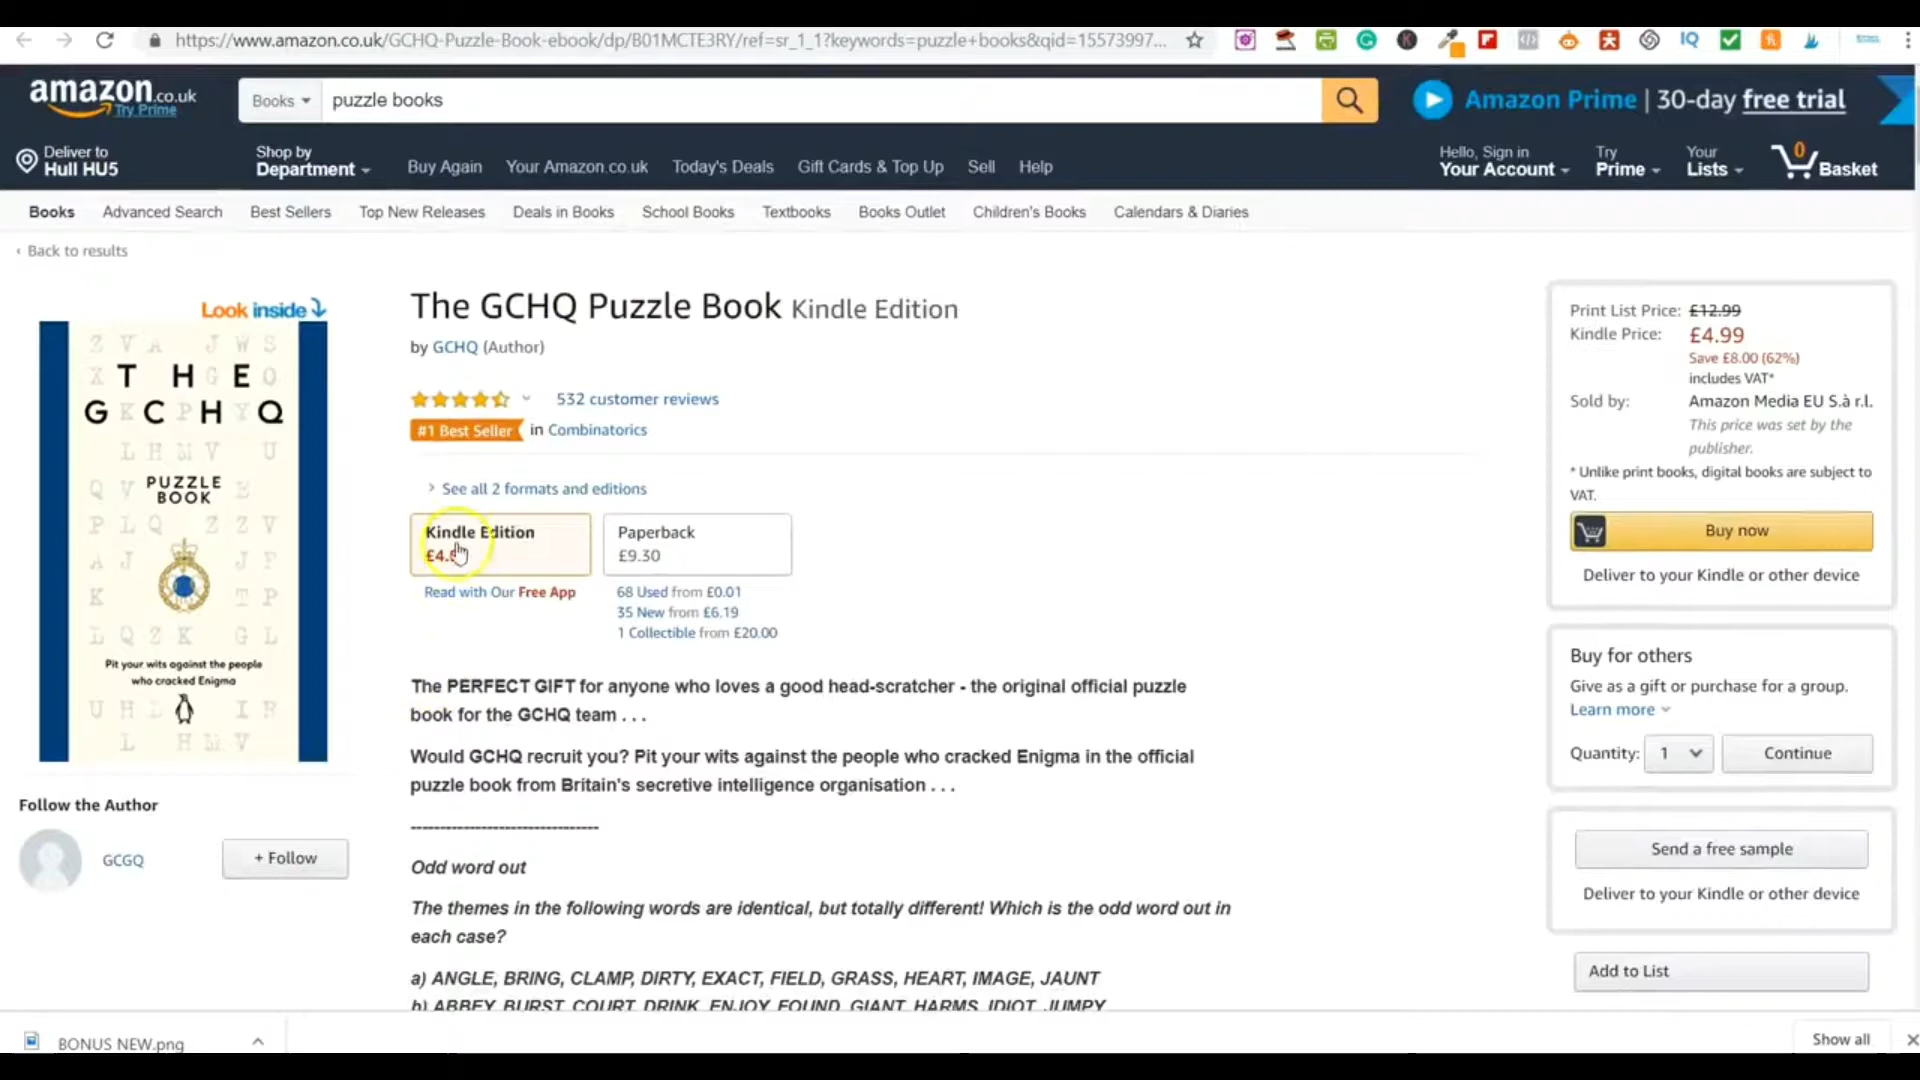 https://www.amazon.co.uk/GCHQ-Puzzle-Book-ebook/dp/B01MCTE3RY/ref=sr_1_1?keywords=puzzle+books&qid=15573997...
amazon.co.uk
Try Prime
Books
puzzle books
Amazon Prime | 30-day free trial
Deliver to
Hull HU5
Shop by
Department
Buy Again
Your Amazon.co.uk
Today's Deals
Gift Cards & Top Up
Sell
Help
Hello, Sign in
Your Account
Try
Prime
Your
Lists
0
Basket
Books
Advanced Search
Best Sellers
Top New Releases
Deals in Books
School Books
Textbooks
Books Outlet
Children's Books
Calendars & Diaries
‹ Back to results
Look inside
THE
GCHQ
PUZZLE
BOOK
Pit your wits against the people
who cracked Enigma
Follow the Author
GCGQ
+ Follow
The GCHQ Puzzle Book Kindle Edition
by GCHQ (Author)
532 customer reviews
#1 Best Seller in Combinatorics
› See all 2 formats and editions
Kindle Edition
Paperback
£9.30
Read with Our Free App
68 Used from £0.01
35 New from £6.19
1 Collectible from £20.00
The PERFECT GIFT for anyone who loves a good head-scratcher - the original official puzzle
book for the GCHQ team . . .
Would GCHQ recruit you? Pit your wits against the people who cracked Enigma in the official
puzzle book from Britain's secretive intelligence organisation . . .
--------------------------------
Odd word out
The themes in the following words are identical, but totally different! Which is the odd word out in
each case?
a) ANGLE, BRING, CLAMP, DIRTY, EXACT, FIELD, GRASS, HEART, IMAGE, JAUNT
b) ABBEY, BURST, COURT, DRINK, ENJOY, FOUND, GIANT, HARMS, IDIOT, JUMPY
Print List Price: £12.99
Kindle Price: £4.99
Save £8.00 (62%)
includes VAT*
Sold by: Amazon Media EU S.à r.l.
This price was set by the
publisher.
* Unlike print books, digital books are subject to
VAT.
Buy now
Deliver to your Kindle or other device
Buy for others
Give as a gift or purchase for a group.
Learn more
Quantity: 1
Continue
Send a free sample
Deliver to your Kindle or other device
Add to List
BONUS NEW.png
Show all